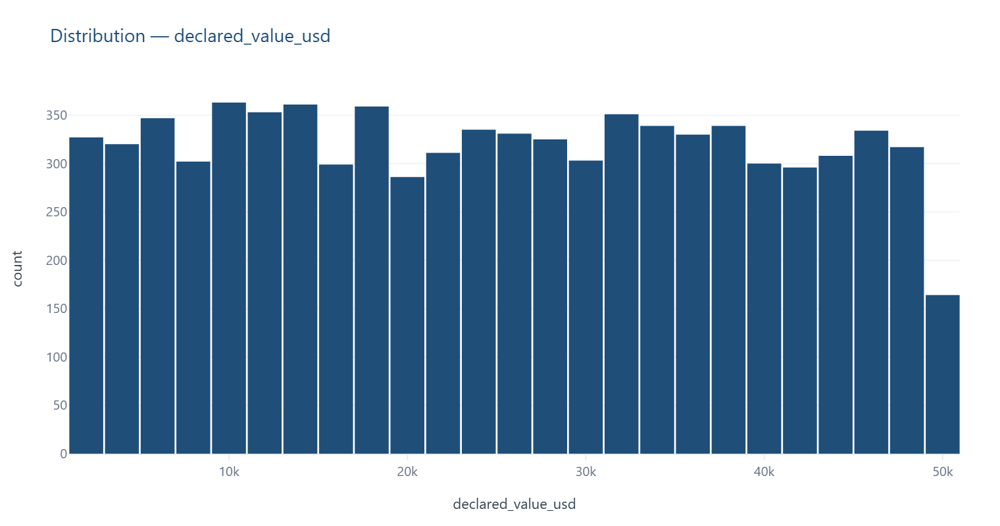 Distribution — declared_value_usd
350
300
250
200
150
100
50
0
count
10k 20k 30k 40k 50k
declared_value_usd